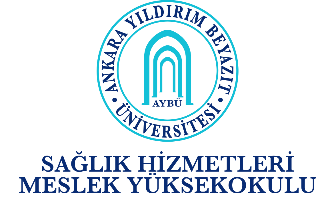 ANKARA YILDIRIM BEYAZIT
• ÜNİVERSİTESİ •
AYBÜ
SAĞLIK HİZMETLERİ
MESLEK YÜKSEKOKULU